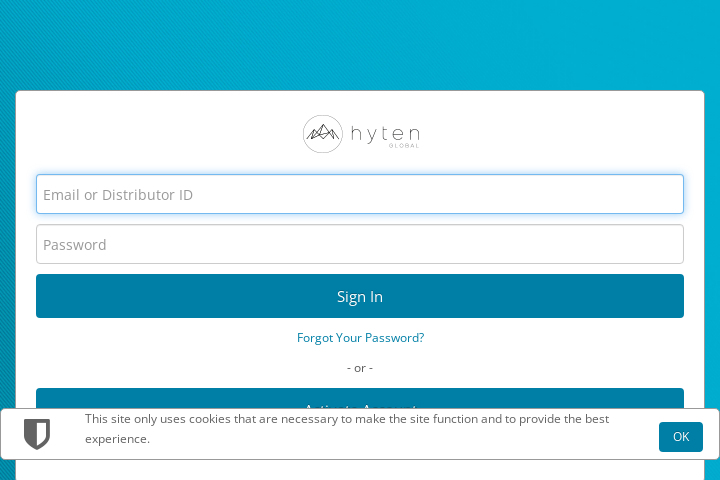 hyten
GLOBAL
Email or Distributor ID
Password
Sign In
Forgot Your Password?
- or -
This site only uses cookies that are necessary to make the site function and to provide the best
experience.
OK